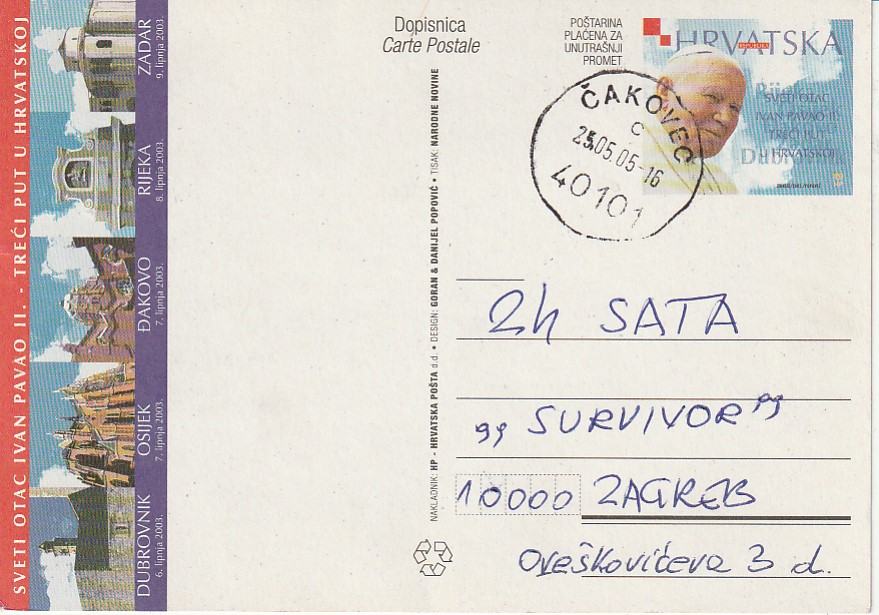 SVETI OTAC IVAN PAVAO II. - TREĆI PUT U HRVATSKOJ
ZADAR
9. lipnja 2003.
RIJEKA
8. lipnja 2003.
ĐAKOVO
7. lipnja 2003.
OSIJEK
7. lipnja 2003.
DUBROVNIK
6. lipnja 2003.
Dopisnica
Carte Postale
POŠTARINA
PLAĆENA ZA
UNUTRAŠNJI
PROMET
REPUBLIKA
HRVATSKA
SVETI OTAC
IVAN PAVAO II.
TREĆI PUT
U HRVATSKOJ
ČAKOVEC
C
25.05.05-16
40101
NAKLADNIK: HP - HRVATSKA POŠTA d.d. • DESIGN: GORAN & DANIJEL POPOVIĆ • TISAK: NARODNE NOVINE
24 SATA
"SURVIVOR"
10000 ZAGREB
Oreškovićeva 3 d.